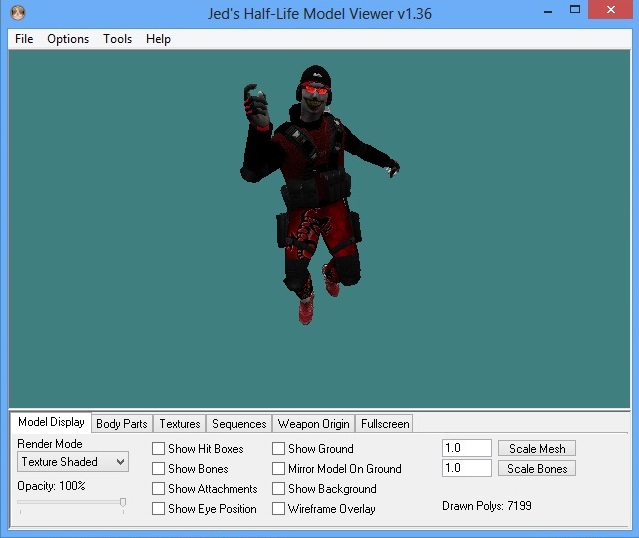 Jed's Half-Life Model Viewer v1.36
File Options Tools Help
Model Display Body Parts Textures Sequences Weapon Origin Fullscreen
Render Mode
Texture Shaded
Opacity: 100%
Show Hit Boxes
Show Bones
Show Attachments
Show Eye Position
Show Ground
Mirror Model On Ground
Show Background
Wireframe Overlay
1.0 Scale Mesh
1.0 Scale Bones
Drawn Polys: 7199